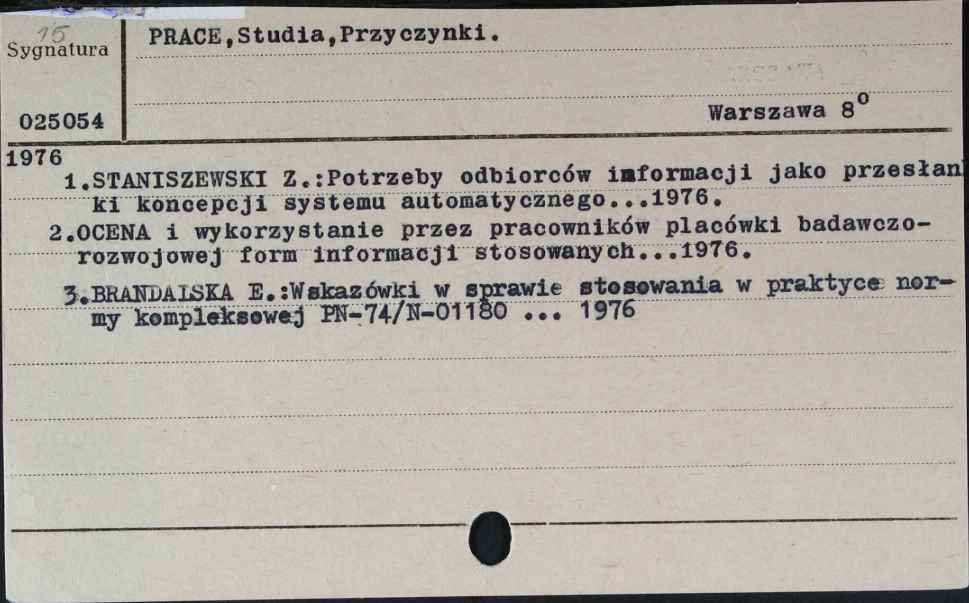 15
Sygnatura
PRACE,Studia,Przyczynki.
025054
Warszawa 8⁰
1976
1.STANISZEWSKI Z.:Potrzeby odbiorców informacji jako przesłan
ki koncepcji systemu automatycznego...1976.
2.OCENA i wykorzystanie przez pracowników placówki badawczo-
rozwojowej form informacji stosowanych...1976.
3.BRANDALSKA E.:Wskazówki w sprawie stosowania w praktyce nor-
my kompleksowej PN-74/N-01180 ... 1976